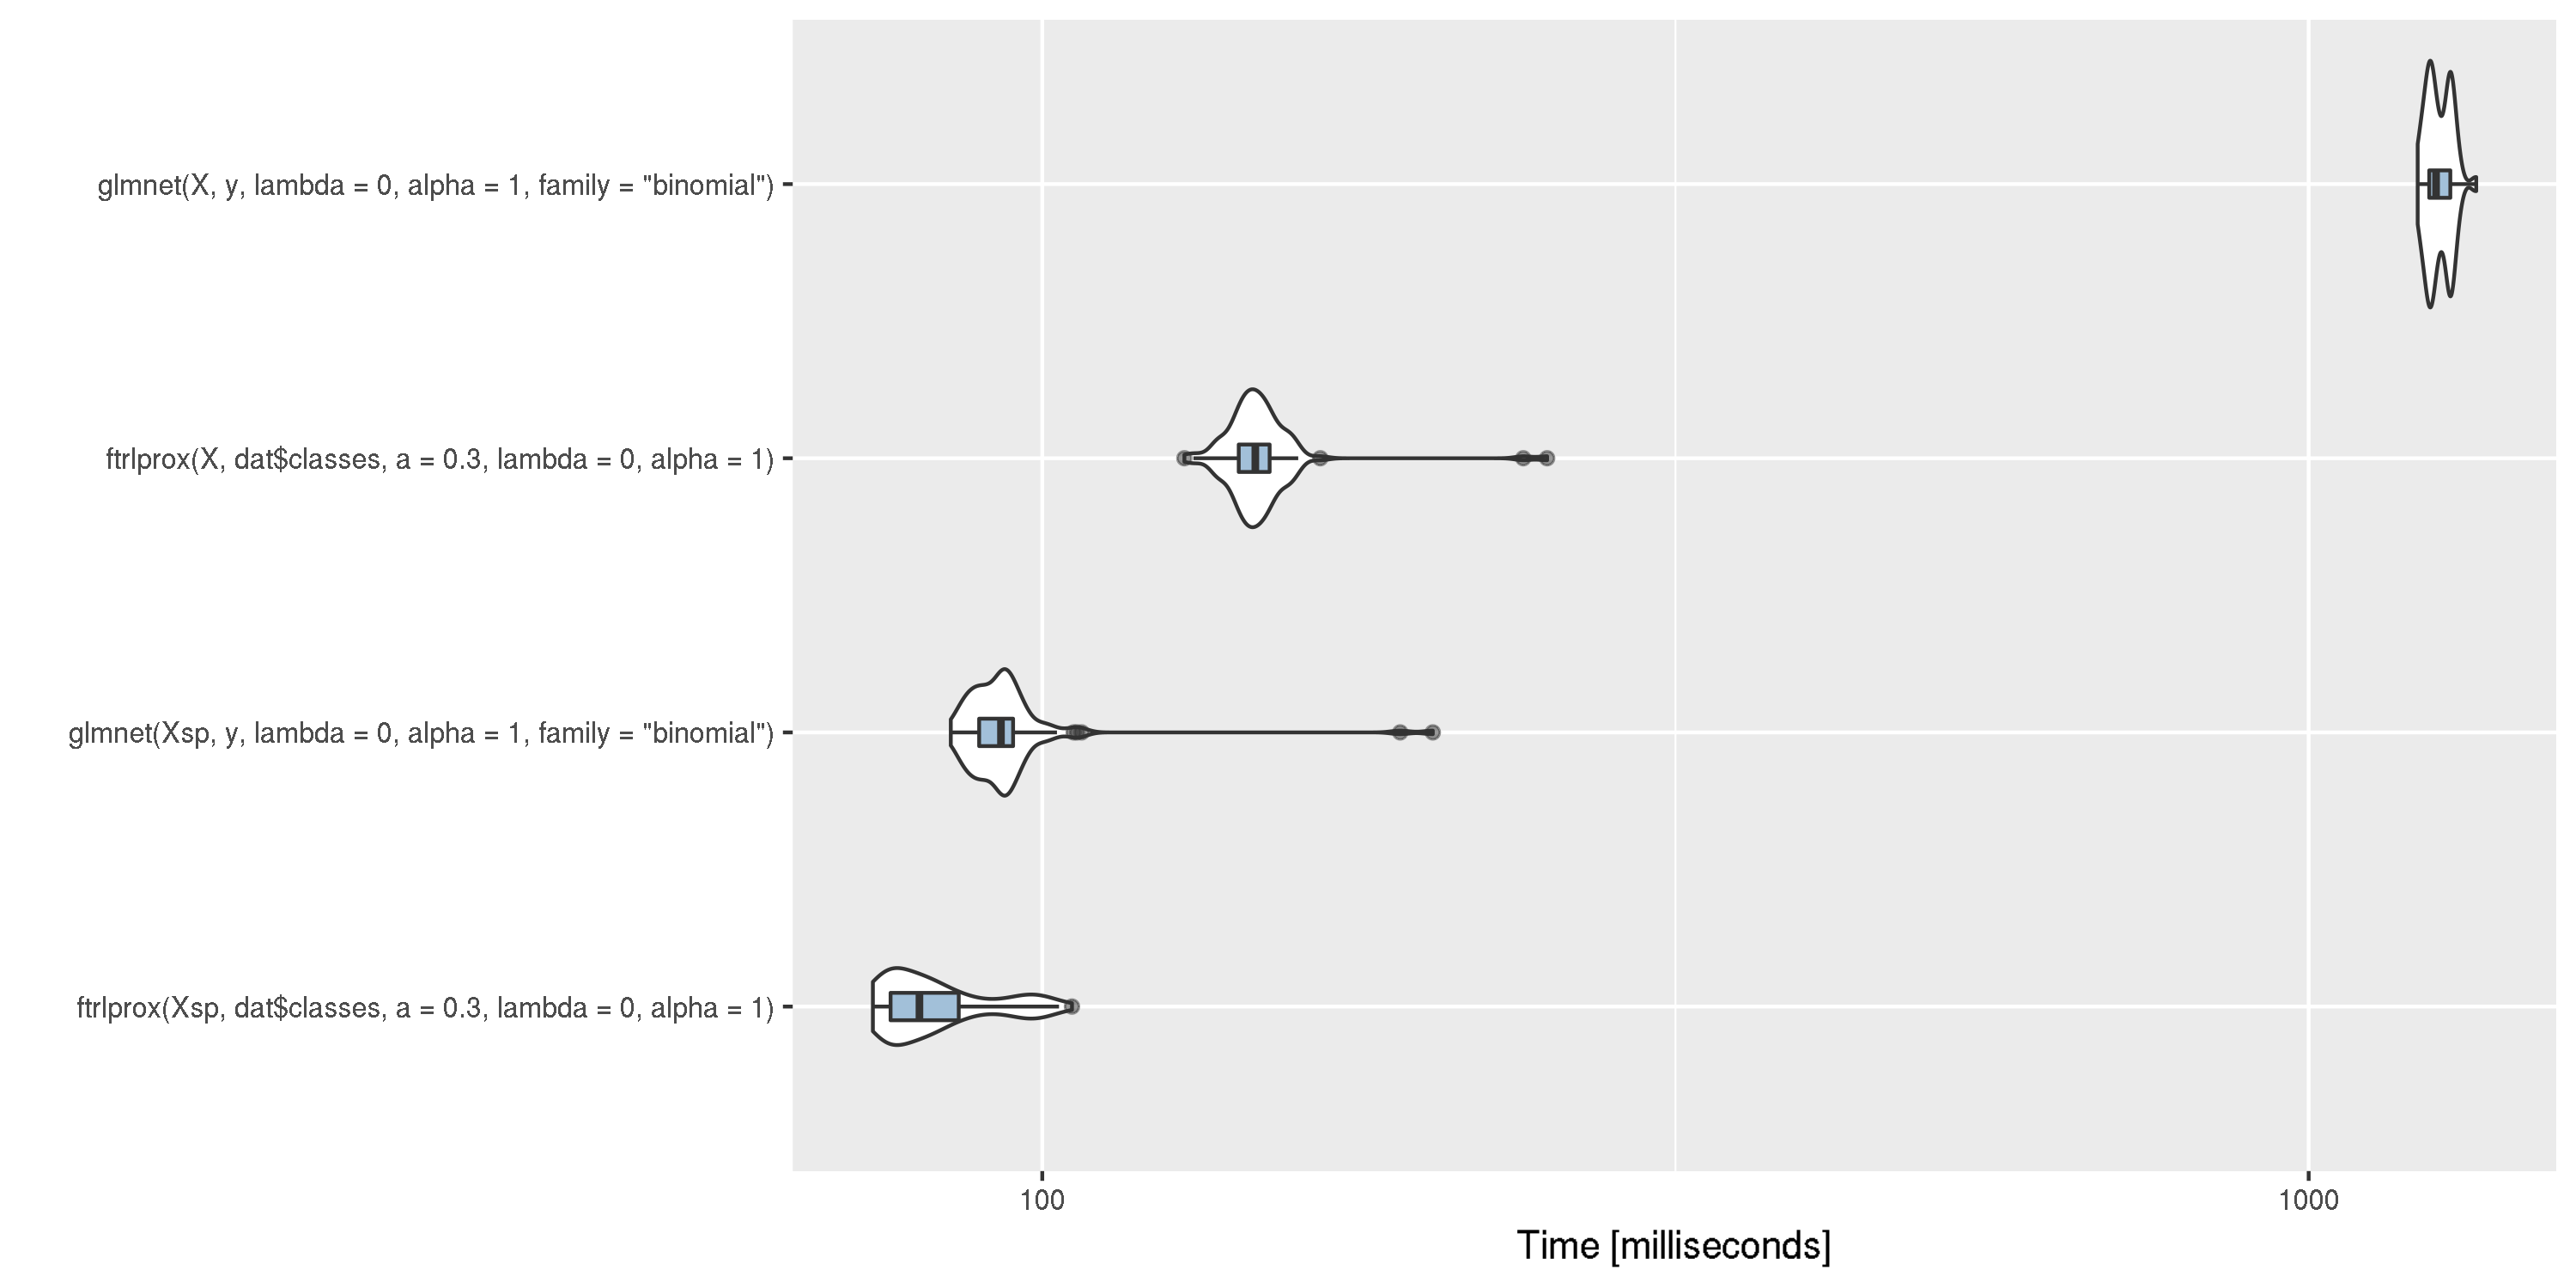 glmnet(X, y, lambda = 0, alpha = 1, family = "binomial")
ftrlprox(X, dat$classes, a = 0.3, lambda = 0, alpha = 1)
glmnet(Xsp, y, lambda = 0, alpha = 1, family = "binomial")
ftrlprox(Xsp, dat$classes, a = 0.3, lambda = 0, alpha = 1)
100 1000
Time [milliseconds]